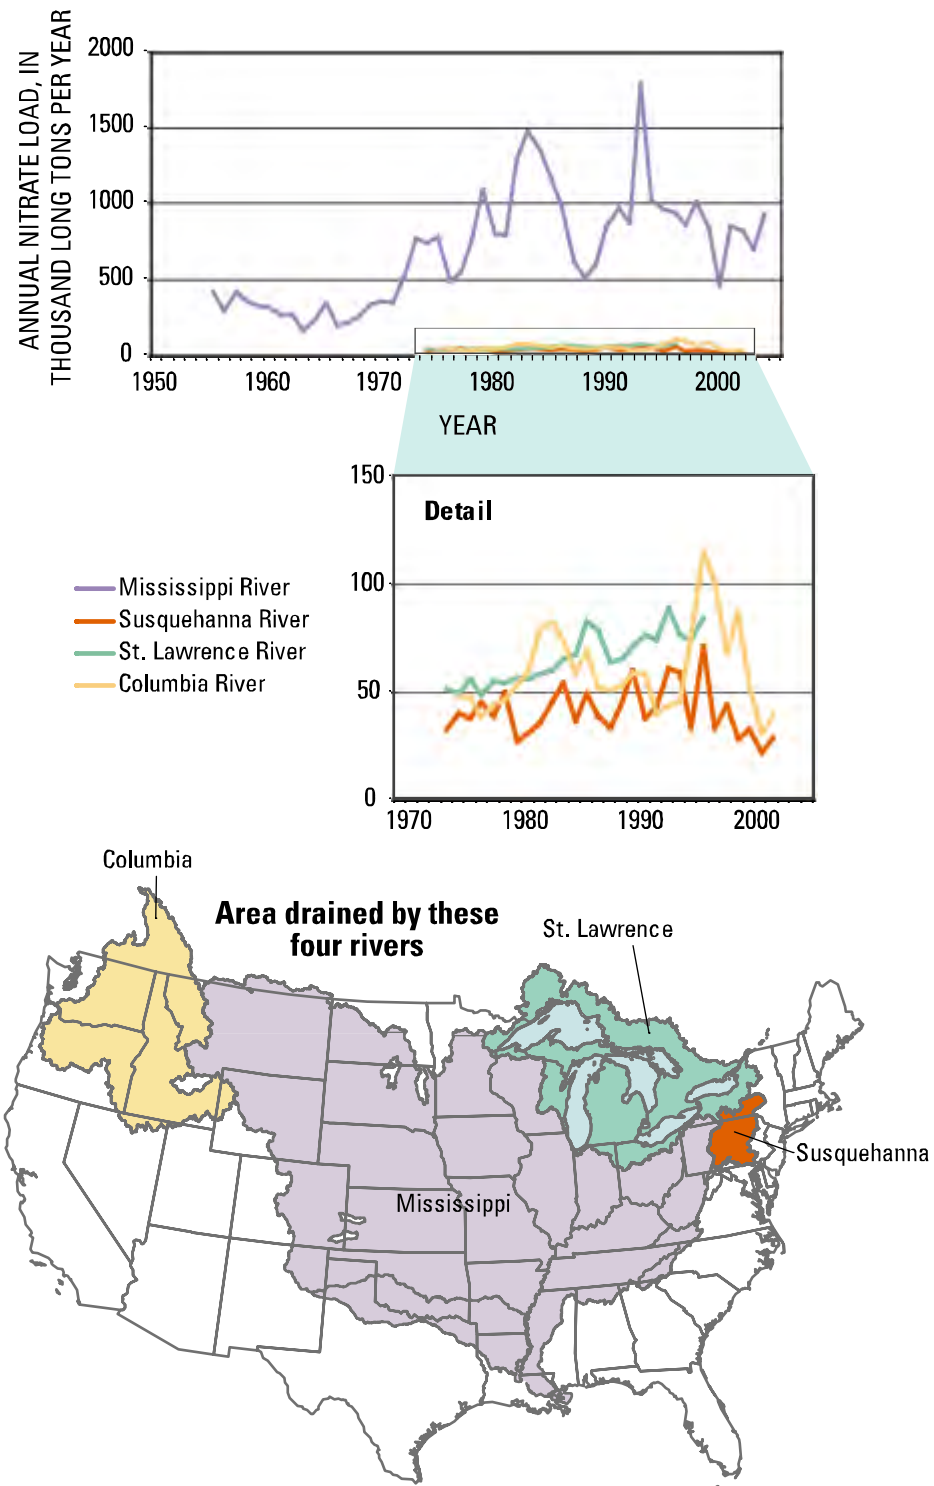 ANNUAL NITRATE LOAD, IN
THOUSAND LONG TONS PER YEAR
2000
1500
1000
500
0
1950 1960 1970 1980 1990 2000
YEAR
150
Detail
100
50
0
1970 1980 1990 2000
Mississippi River
Susquehanna River
St. Lawrence River
Columbia River
Columbia
Area drained by these
four rivers
St. Lawrence
Susquehanna
Mississippi